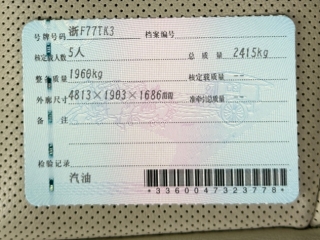 号牌号码 浙F77TK3 档案编号
核定载人数 5人 总质量 2415kg
整备质量 1960kg 核定载质量 --
外廓尺寸 4813×1903×1686mm 准牵引总质量 --
备注
检验记录
汽油
*3360047323778*